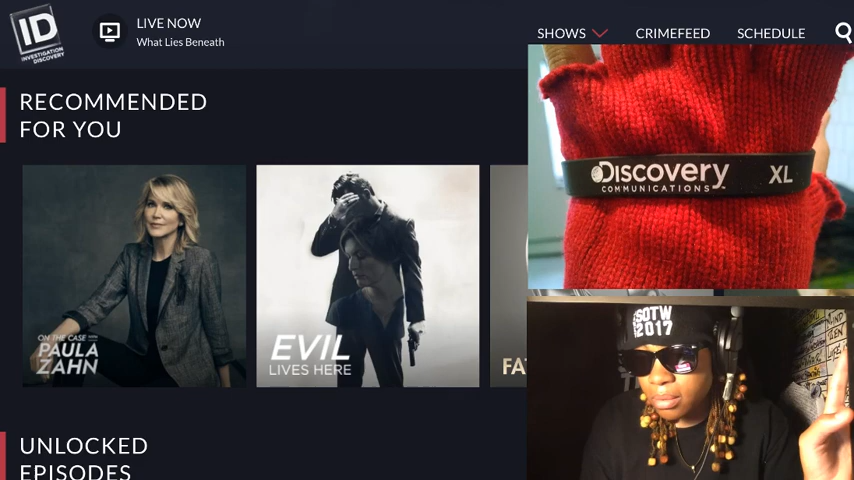 ID
INVESTIGATION
DISCOVERY
LIVE NOW
What Lies Beneath
SHOWS
CRIMEFEED
SCHEDULE
RECOMMENDED
FOR YOU
ON THE CASE WITH
PAULA
ZAHN
EVIL
LIVES HERE
FA
UNLOCKED
EPISODES
Discovery
COMMUNICATIONS
XL
SOTW
2017